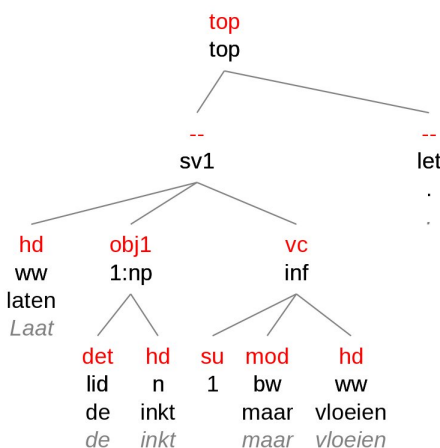 top
top
-- --
sv1 let
.
hd obj1 vc .
ww 1:np inf
laten
Laat
det hd su mod hd
lid n 1 bw ww
de inkt maar vloeien
de inkt maar vloeien